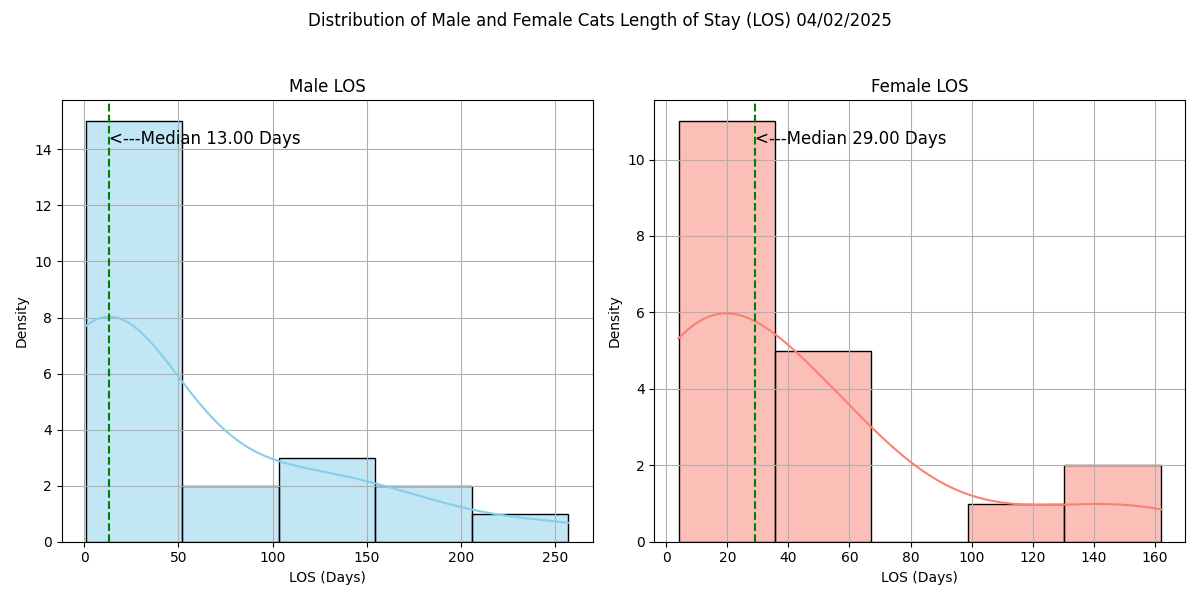 Distribution of Male and Female Cats Length of Stay (LOS) 04/02/2025
Male LOS
<---Median 13.00 Days
Density
14
12
10
8
6
4
2
0
0 50 100 150 200 250
LOS (Days)
Female LOS
<---Median 29.00 Days
Density
10
8
6
4
2
0
0 20 40 60 80 100 120 140 160
LOS (Days)